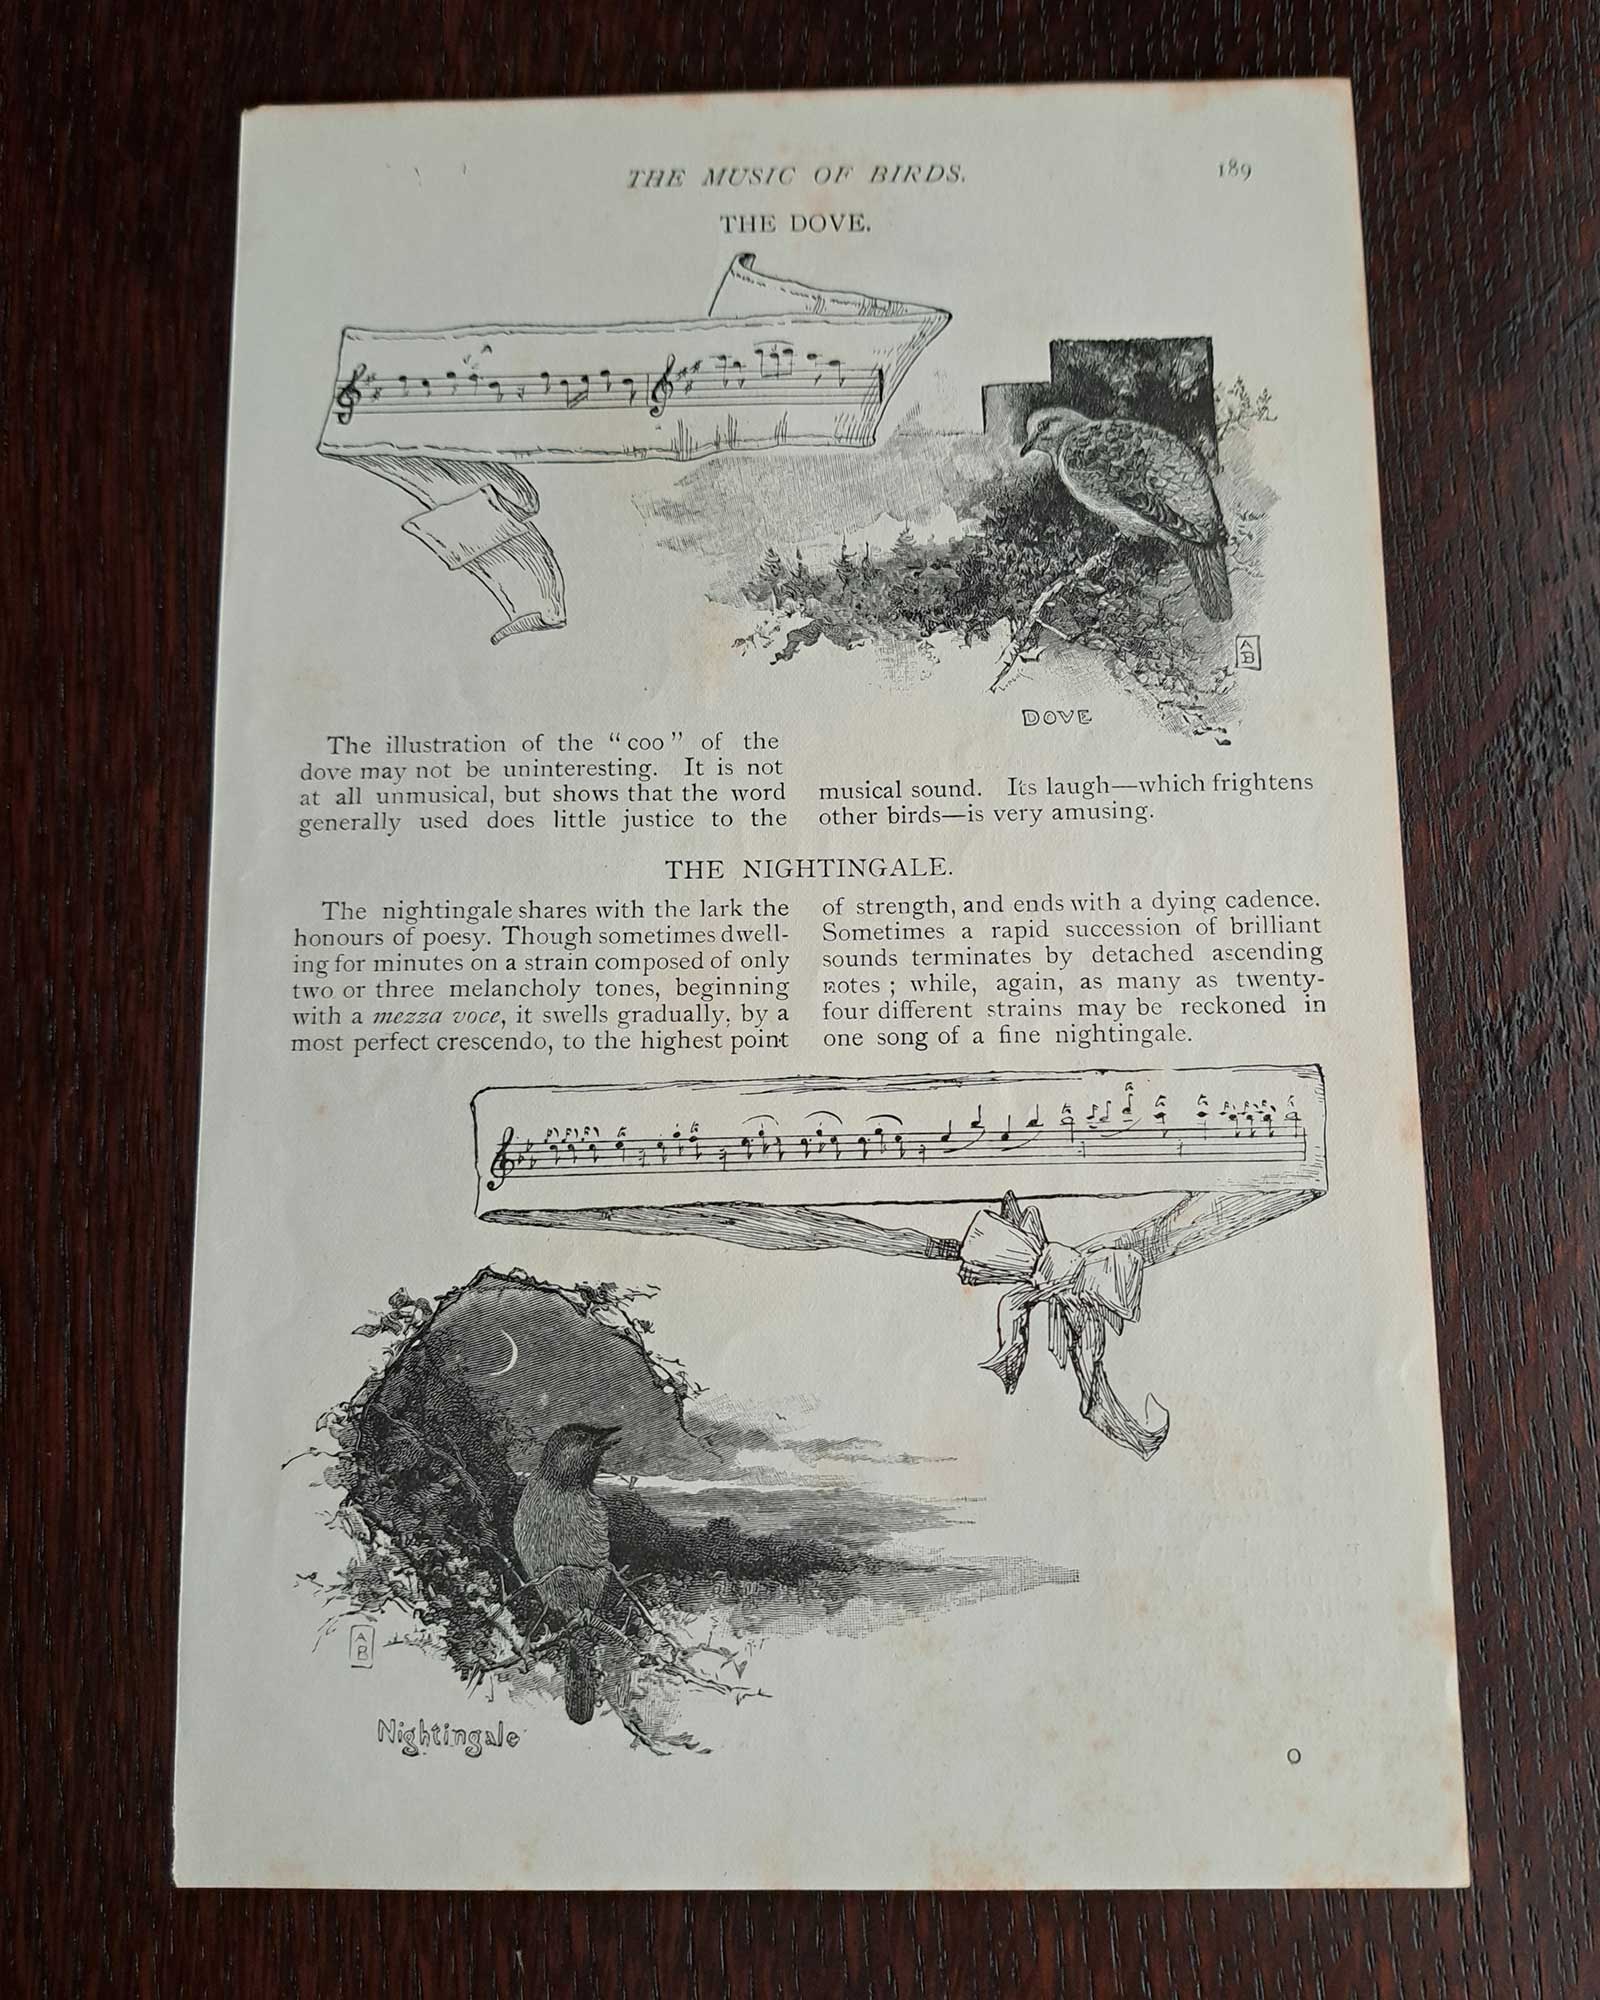 THE MUSIC OF BIRDS. 189
THE DOVE.
A
B
DOVE
The illustration of the “coo” of the
dove may not be uninteresting. It is not
at all unmusical, but shows that the word
generally used does little justice to the
musical sound. Its laugh—which frightens
other birds—is very amusing.
THE NIGHTINGALE.
The nightingale shares with the lark the
honours of poesy. Though sometimes dwell-
ing for minutes on a strain composed of only
two or three melancholy tones, beginning
with a mezza voce, it swells gradually, by a
most perfect crescendo, to the highest point
of strength, and ends with a dying cadence.
Sometimes a rapid succession of brilliant
sounds terminates by detached ascending
notes; while, again, as many as twenty-
four different strains may be reckoned in
one song of a fine nightingale.
A
B
Nightingale
O